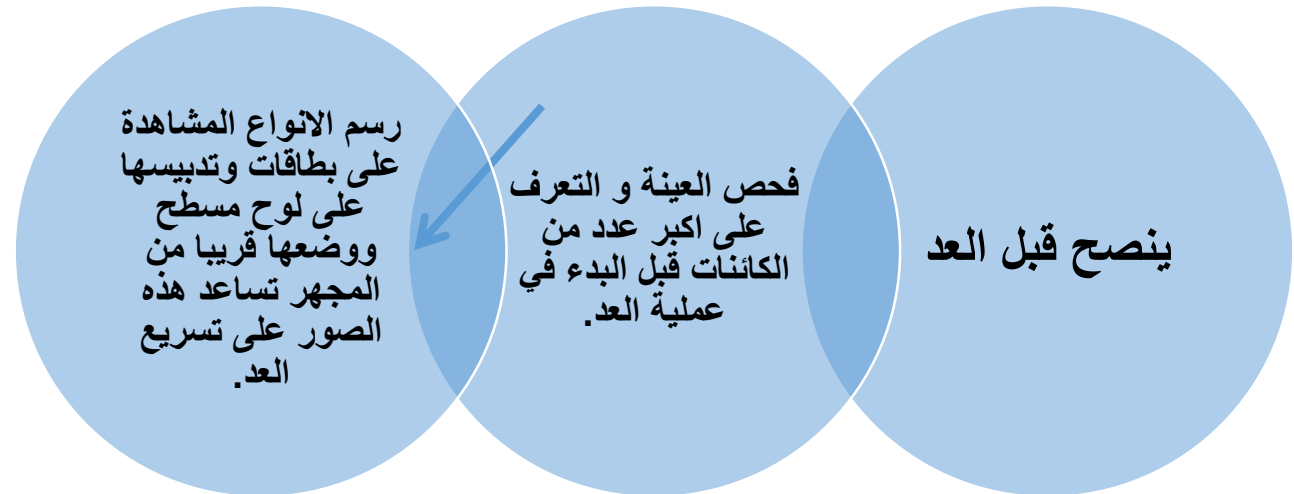 ينصح قبل العد
فحص العينة و التعرف
على اكبر عدد من
الكائنات قبل البدء في
عملية العد.
رسم الانواع المشاهدة
على بطاقات وتدبيسها
على لوح مسطح
ووضعها قريبا من
المجهر تساعد هذه
الصور على تسريع
العد.